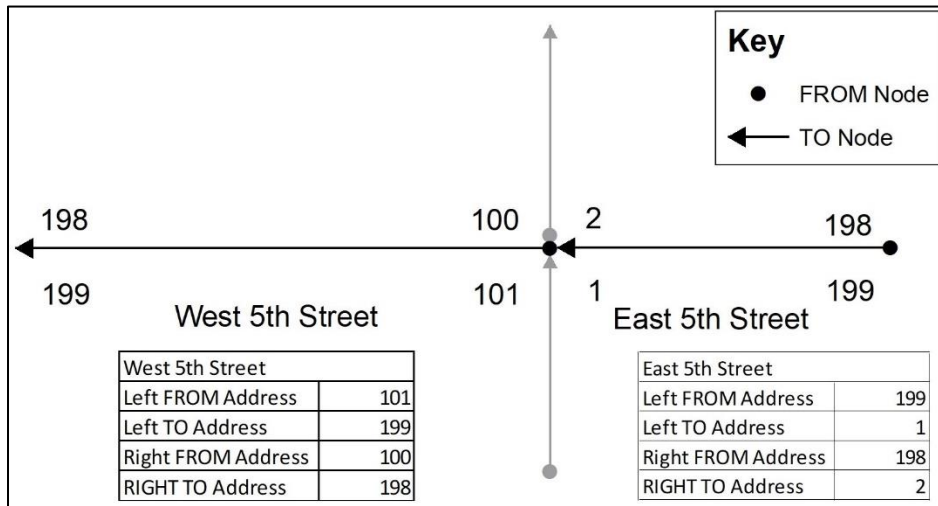 Key
FROM Node
TO Node
198 100 2 198
199 101 1 199
West 5th Street East 5th Street
West 5th Street
Left FROM Address 101
Left TO Address 199
Right FROM Address 100
RIGHT TO Address 198
East 5th Street
Left FROM Address 199
Left TO Address 1
Right FROM Address 198
RIGHT TO Address 2